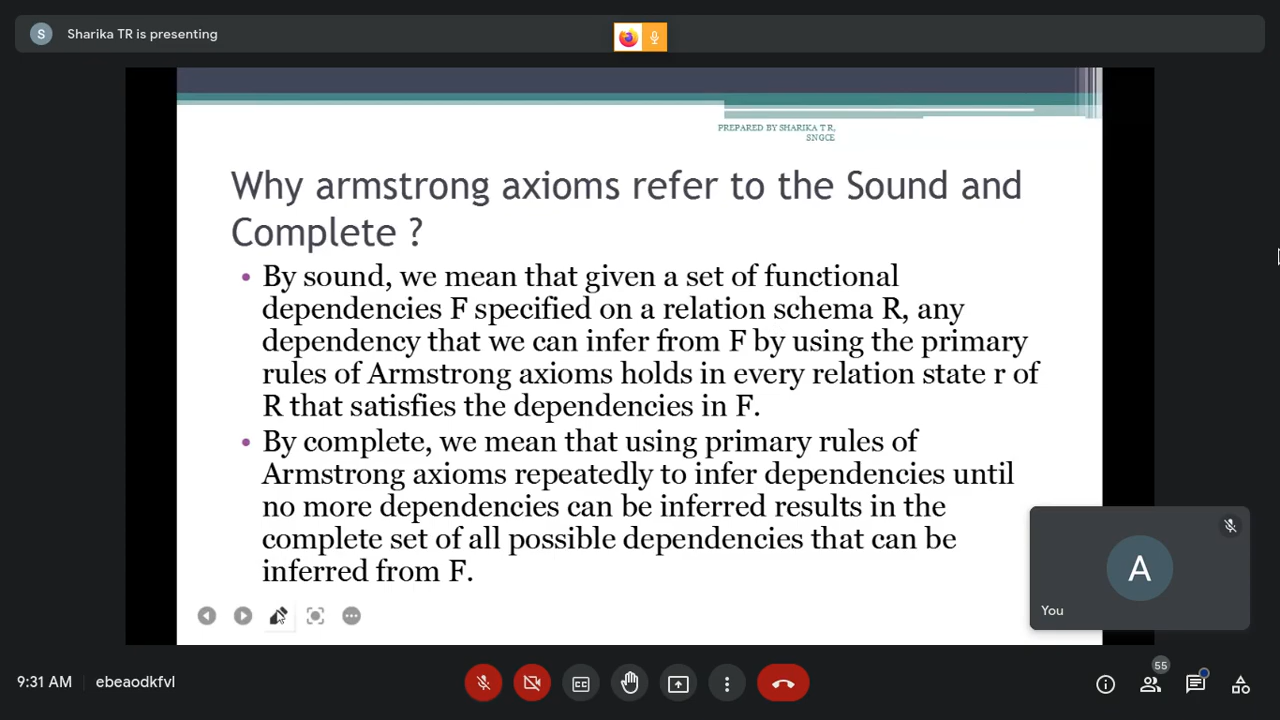 S Sharika TR is presenting
PREPARED BY SHARIKA T R,
SNGCE
Why armstrong axioms refer to the Sound and
Complete ?
• By sound, we mean that given a set of functional
dependencies F specified on a relation schema R, any
dependency that we can infer from F by using the primary
rules of Armstrong axioms holds in every relation state r of
R that satisfies the dependencies in F.
• By complete, we mean that using primary rules of
Armstrong axioms repeatedly to infer dependencies until
no more dependencies can be inferred results in the
complete set of all possible dependencies that can be
inferred from F.
A
You
9:31 AM ebeaodkfvl
CC
55